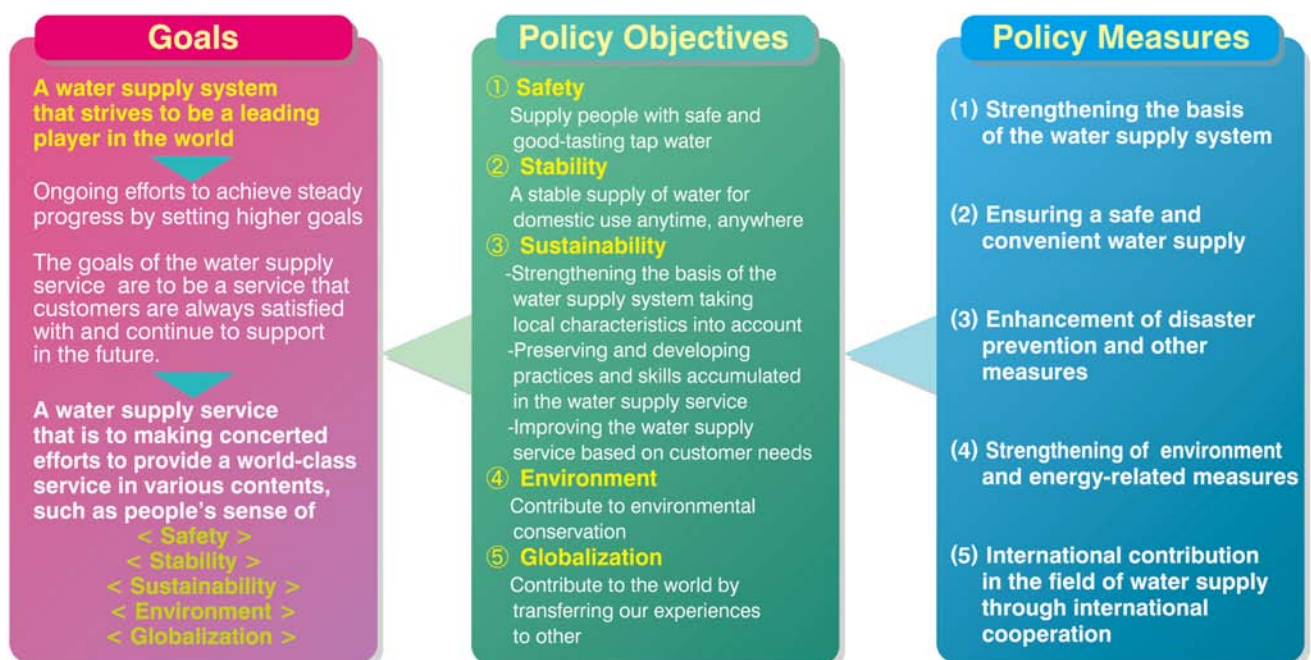 Goals
A water supply system
that strives to be a leading
player in the world
Ongoing efforts to achieve steady
progress by setting higher goals
The goals of the water supply
service are to be a service that
customers are always satisfied
with and continue to support
in the future.
A water supply service
that is to making concerted
efforts to provide a world-class
service in various contents,
such as people's sense of
< Safety >
< Stability >
< Sustainability >
< Environment >
< Globalization >
Policy Objectives
① Safety
Supply people with safe and
good-tasting tap water
② Stability
A stable supply of water for
domestic use anytime, anywhere
③ Sustainability
-Strengthening the basis of the
water supply system taking
local characteristics into account
-Preserving and developing
practices and skills accumulated
in the water supply service
-Improving the water supply
service based on customer needs
④ Environment
Contribute to environmental
conservation
⑤ Globalization
Contribute to the world by
transferring our experiences
to other
Policy Measures
(1) Strengthening the basis
of the water supply system
(2) Ensuring a safe and
convenient water supply
(3) Enhancement of disaster
prevention and other
measures
(4) Strengthening of environment
and energy-related measures
(5) International contribution
in the field of water supply
through international
cooperation